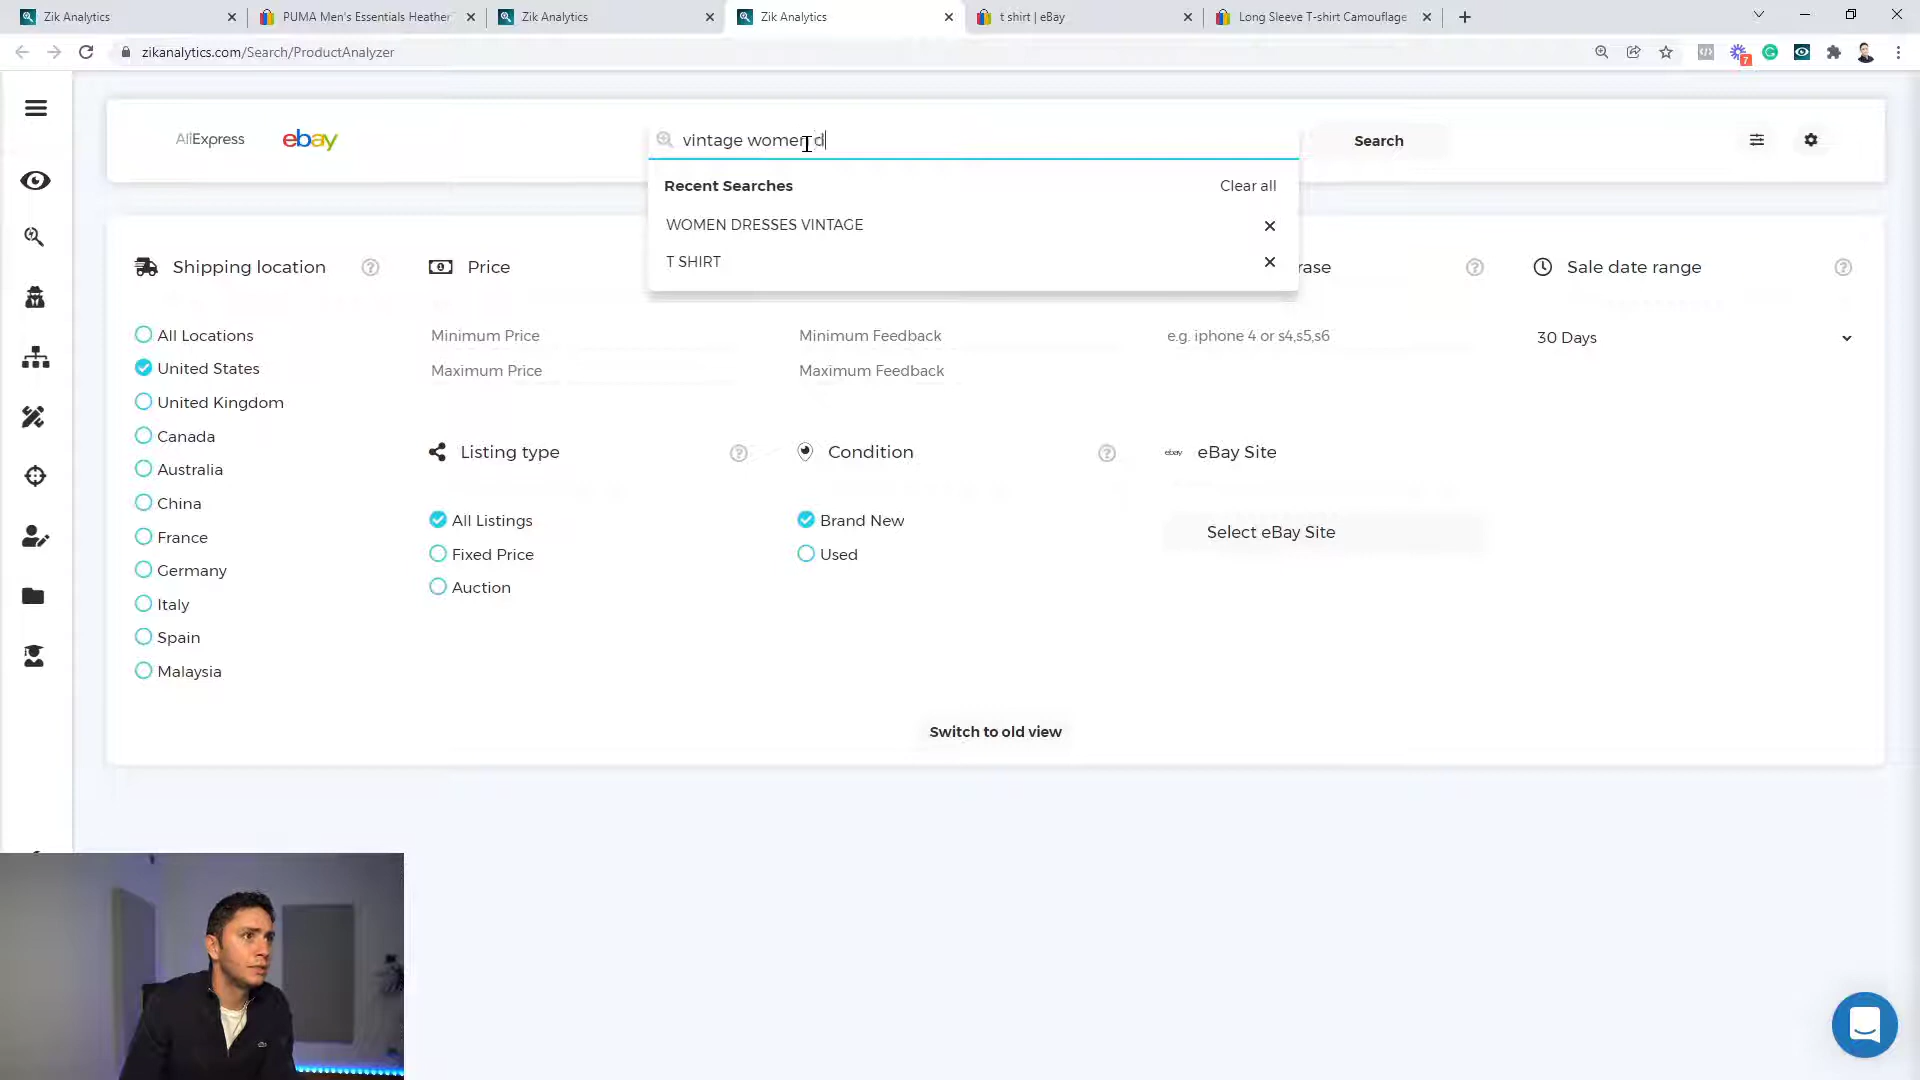 Zik Analytics
PUMA Men's Essentials Heather
Zik Analytics
Zik Analytics
t shirt | eBay
Long Sleeve T-shirt Camouflage
zikanalytics.com/Search/ProductAnalyzer
7
AliExpress
ebay
vintage women d
Search
Recent Searches
Clear all
WOMEN DRESSES VINTAGE
T SHIRT
Shipping location
Price
rase
Sale date range
All Locations
United States
United Kingdom
Canada
Australia
China
France
Germany
Italy
Spain
Malaysia
Minimum Price
Maximum Price
Minimum Feedback
Maximum Feedback
e.g. iphone 4 or s4,s5,s6
30 Days
Listing type
All Listings
Fixed Price
Auction
Condition
Brand New
Used
ebay
eBay Site
Select eBay Site
Switch to old view